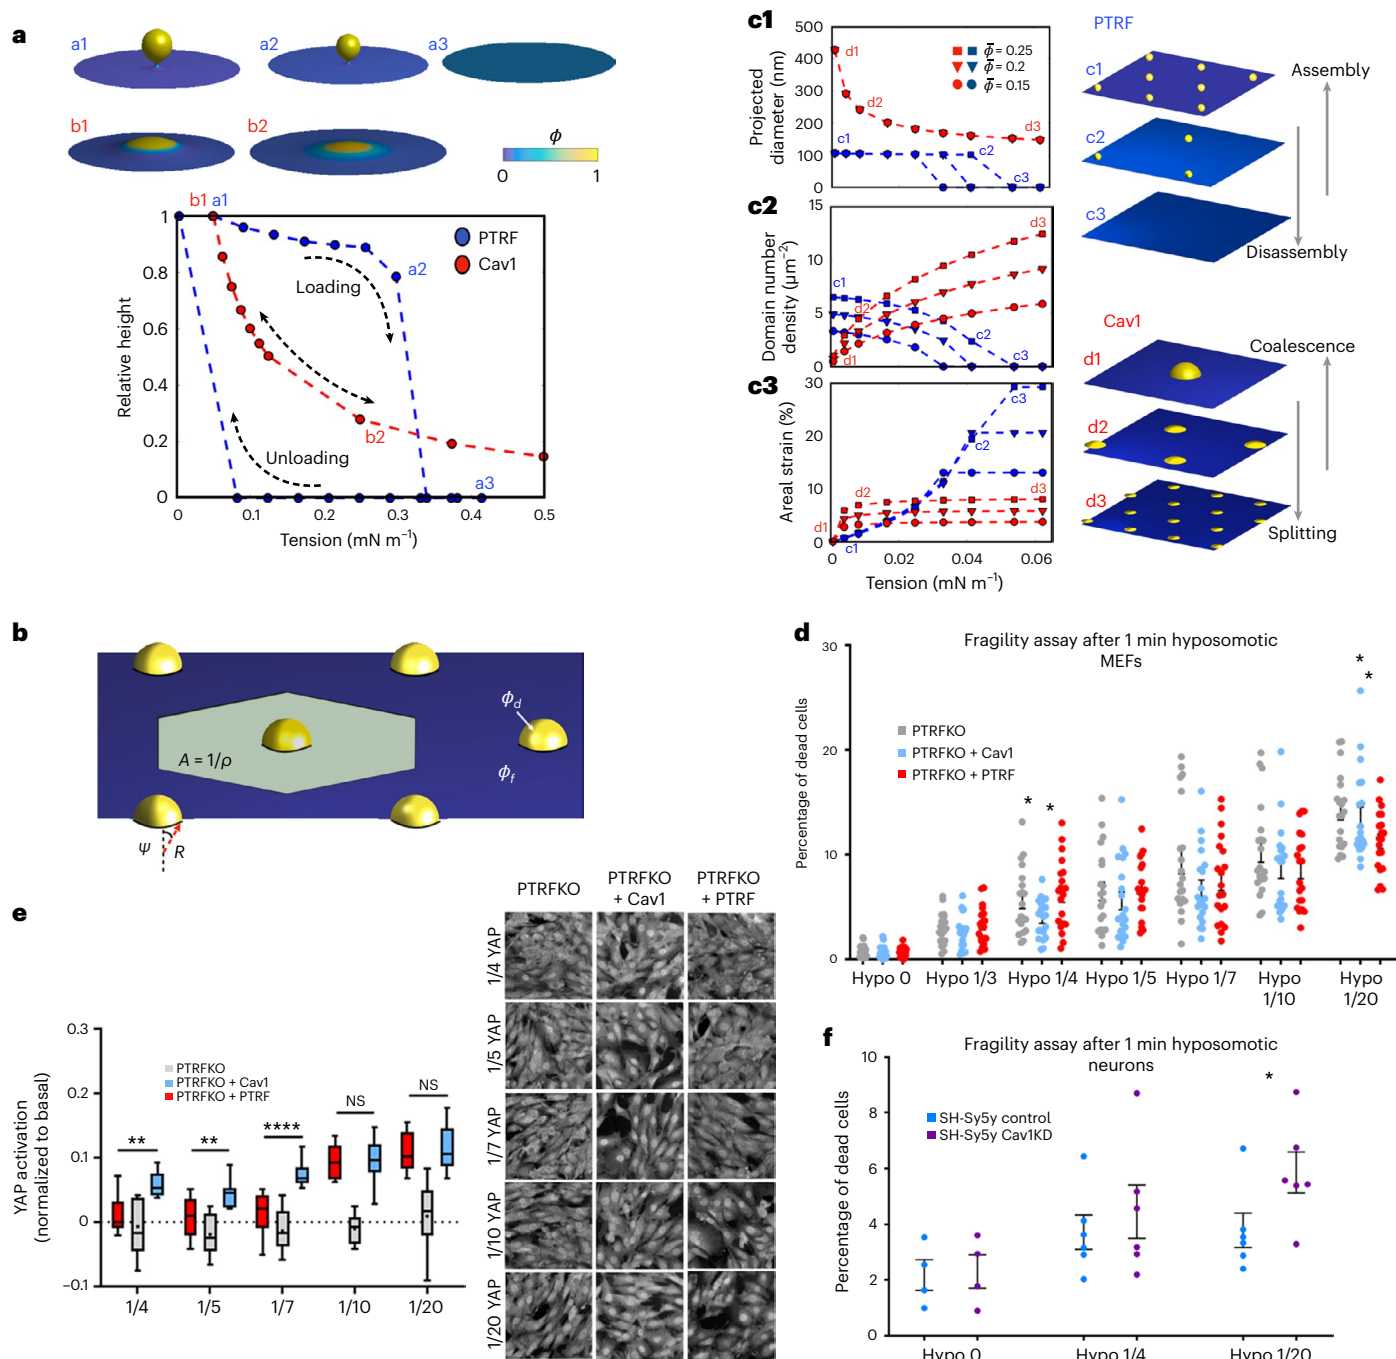 a
a1
a2
a3
b1
b2
ϕ
0
1
Relative height
1
0.8
0.6
0.4
0.2
0
b1 a1
PTRF
Cav1
a2
Loading
b2
Unloading
a3
0
0.1
0.2
0.3
0.4
0.5
Tension (mN m⁻¹)
b
A = 1/ρ
ϕd
ϕf
ψ
R
c1
Projected
diameter (nm)
500
400
300
200
100
0
d1
d2
d3
c1
c2
c3
ϕ̄ = 0.25
ϕ̄ = 0.2
ϕ̄ = 0.15
c2
Domain number
density (µm⁻²)
15
10
5
0
c1
d2
d1
d3
c2
c3
c3
Areal strain (%)
30
20
10
0
d1
c1
d2
d3
c2
c3
0
0.02
0.04
0.06
Tension (mN m⁻¹)
PTRF
c1
c2
c3
Assembly
Disassembly
Cav1
d1
d2
d3
Coalescence
Splitting
d
Fragility assay after 1 min hyposomotic
MEFs
Percentage of dead cells
30
20
10
0
PTRFKO
PTRFKO + Cav1
PTRFKO + PTRF
*
*
*
*
Hypo 0
Hypo 1/3
Hypo 1/4
Hypo 1/5
Hypo 1/7
Hypo
1/10
Hypo
1/20
e
YAP activation
(normalized to basal)
0.3
0.2
0.1
0
−0.1
PTRFKO
PTRFKO + Cav1
PTRFKO + PTRF
**
**
****
NS
NS
1/4
1/5
1/7
1/10
1/20
PTRFKO
PTRFKO
+ Cav1
PTRFKO
+ PTRF
1/4 YAP
1/5 YAP
1/7 YAP
1/10 YAP
1/20 YAP
f
Fragility assay after 1 min hyposomotic
neurons
Percentage of dead cells
10
8
6
4
2
0
SH-Sy5y control
SH-Sy5y Cav1KD
*
Hypo 0
Hypo 1/4
Hypo 1/20